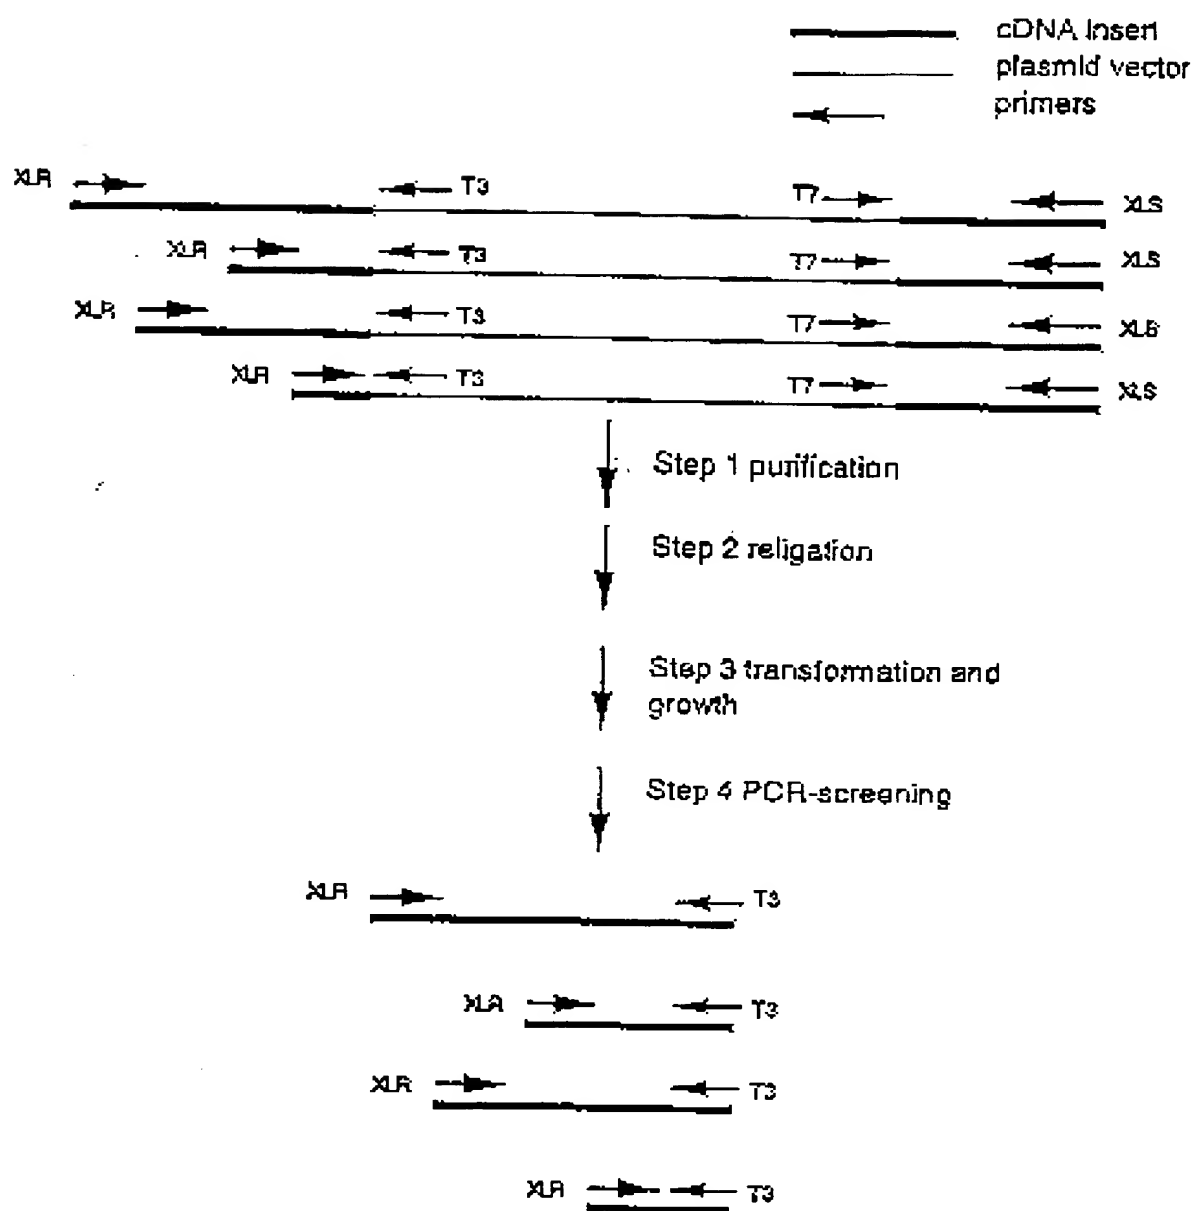 cDNA insert
plasmid vector
primers
XLR T3 T7 XLS
XLR T3 T7 XLS
XLR T3 T7 XLS
XLR T3 T7 XLS
Step 1 purification
Step 2 religation
Step 3 transformation and
growth
Step 4 PCR-screening
XLR T3
XLR T3
XLR T3
XLR T3